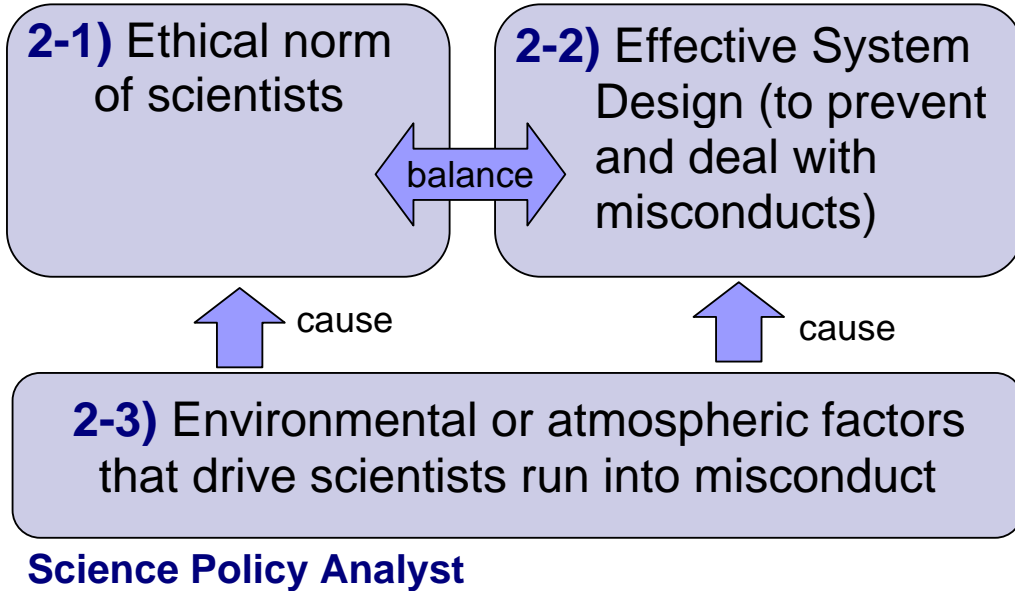 2-1) Ethical norm
of scientists
2-2) Effective System
Design (to prevent
and deal with
misconducts)
balance
cause
cause
2-3) Environmental or atmospheric factors
that drive scientists run into misconduct
Science Policy Analyst